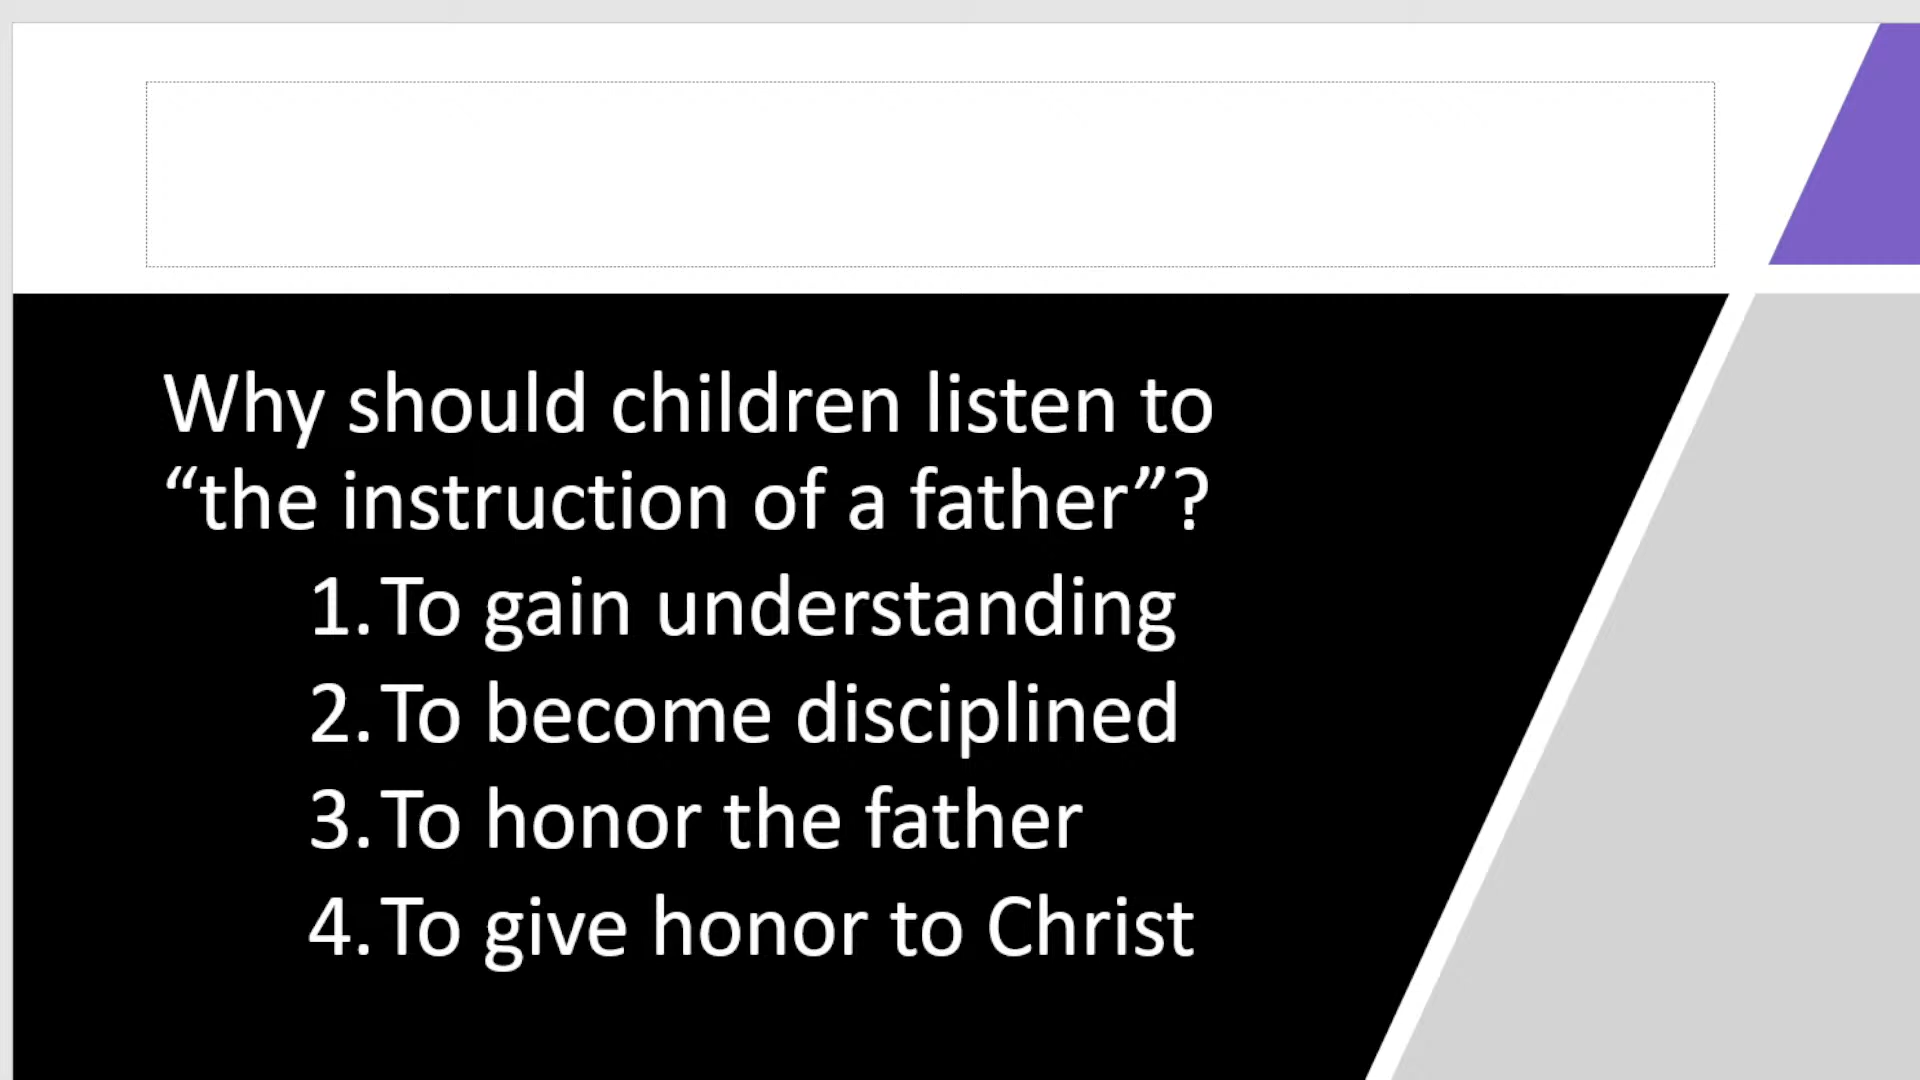 Why should children listen to
“the instruction of a father”?
1. To gain understanding
2. To become disciplined
3. To honor the father
4. To give honor to Christ